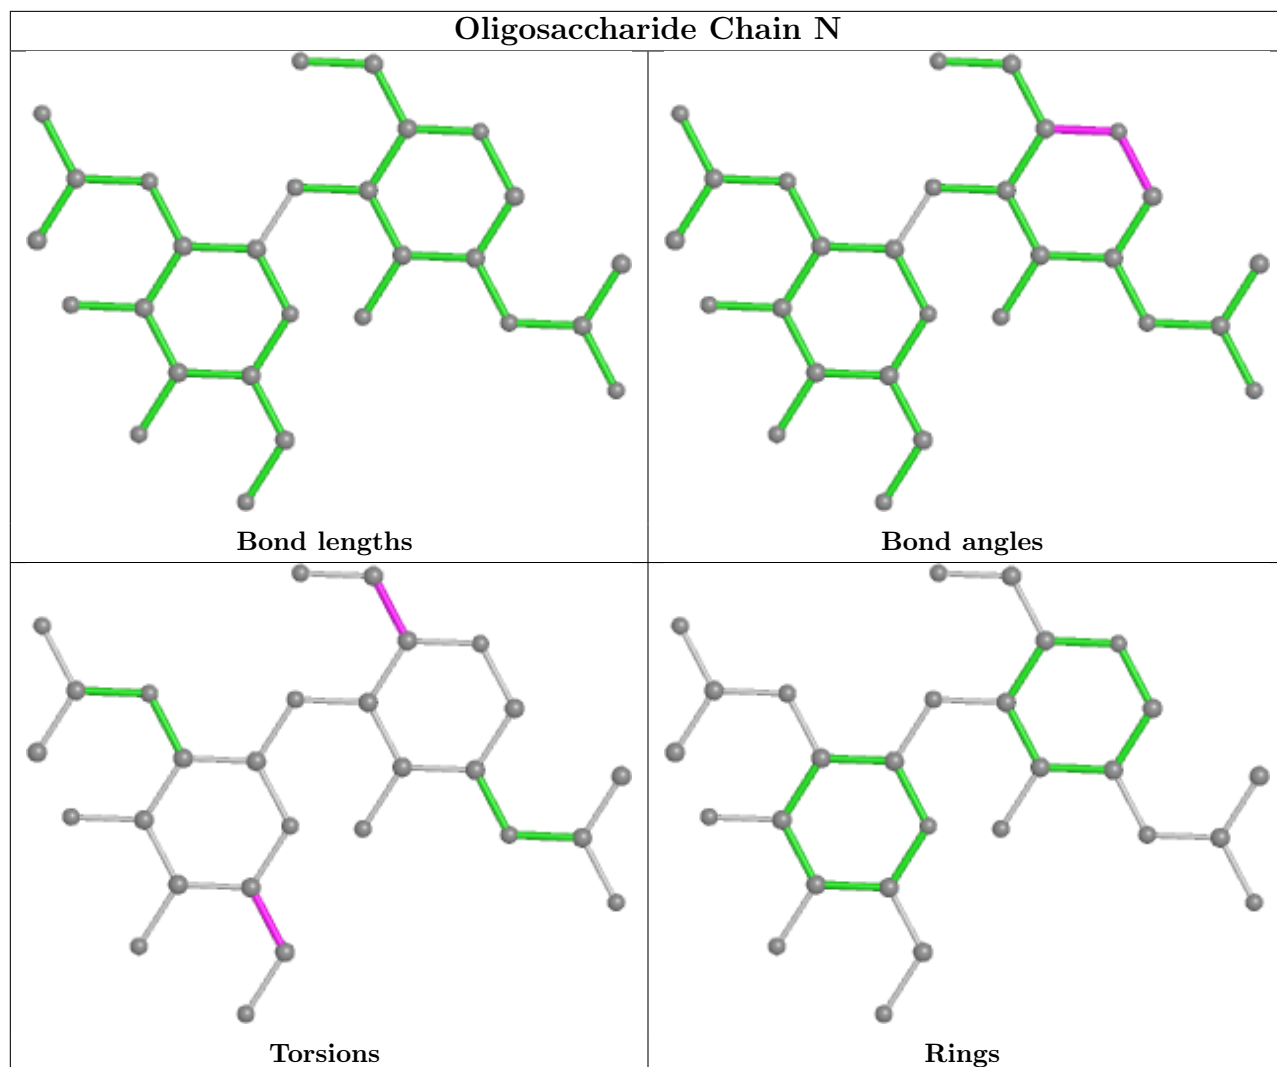 Oligosaccharide Chain N
Bond lengths
Bond angles
Torsions
Rings